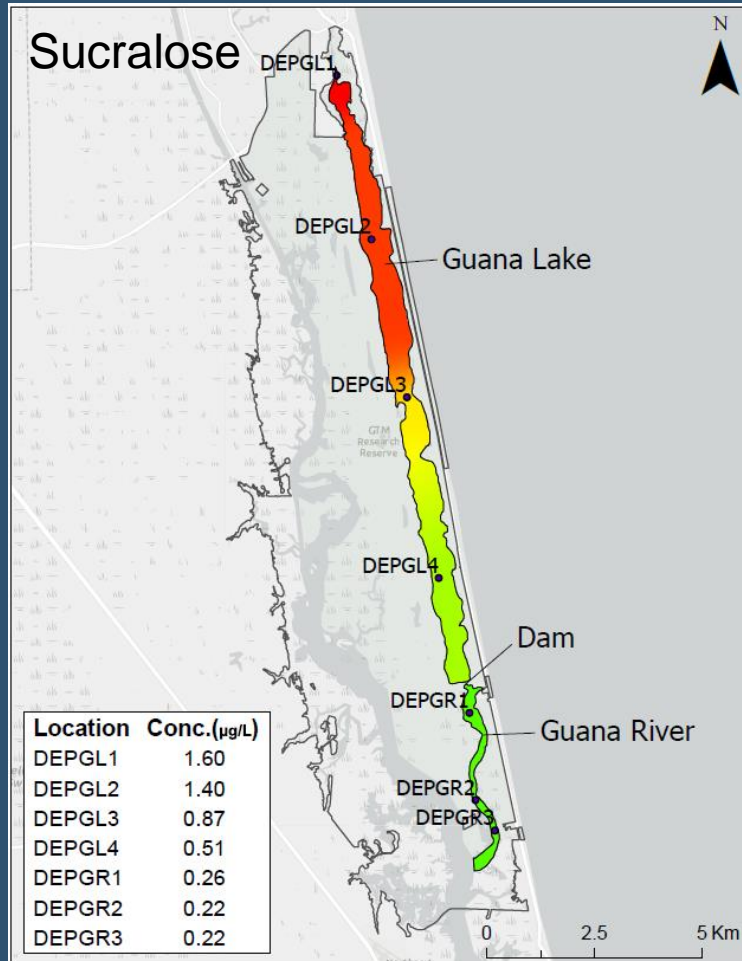 Sucralose
N
DEPGL1
DEPGL2
Guana Lake
DEPGL3
GTM
Research
Reserve
DEPGL4
Dam
DEPGR1
Guana River
DEPGR2
DEPGR3
Location Conc.(µg/L)
DEPGL1 1.60
DEPGL2 1.40
DEPGL3 0.87
DEPGL4 0.51
DEPGR1 0.26
DEPGR2 0.22
DEPGR3 0.22
0 2.5 5 Km